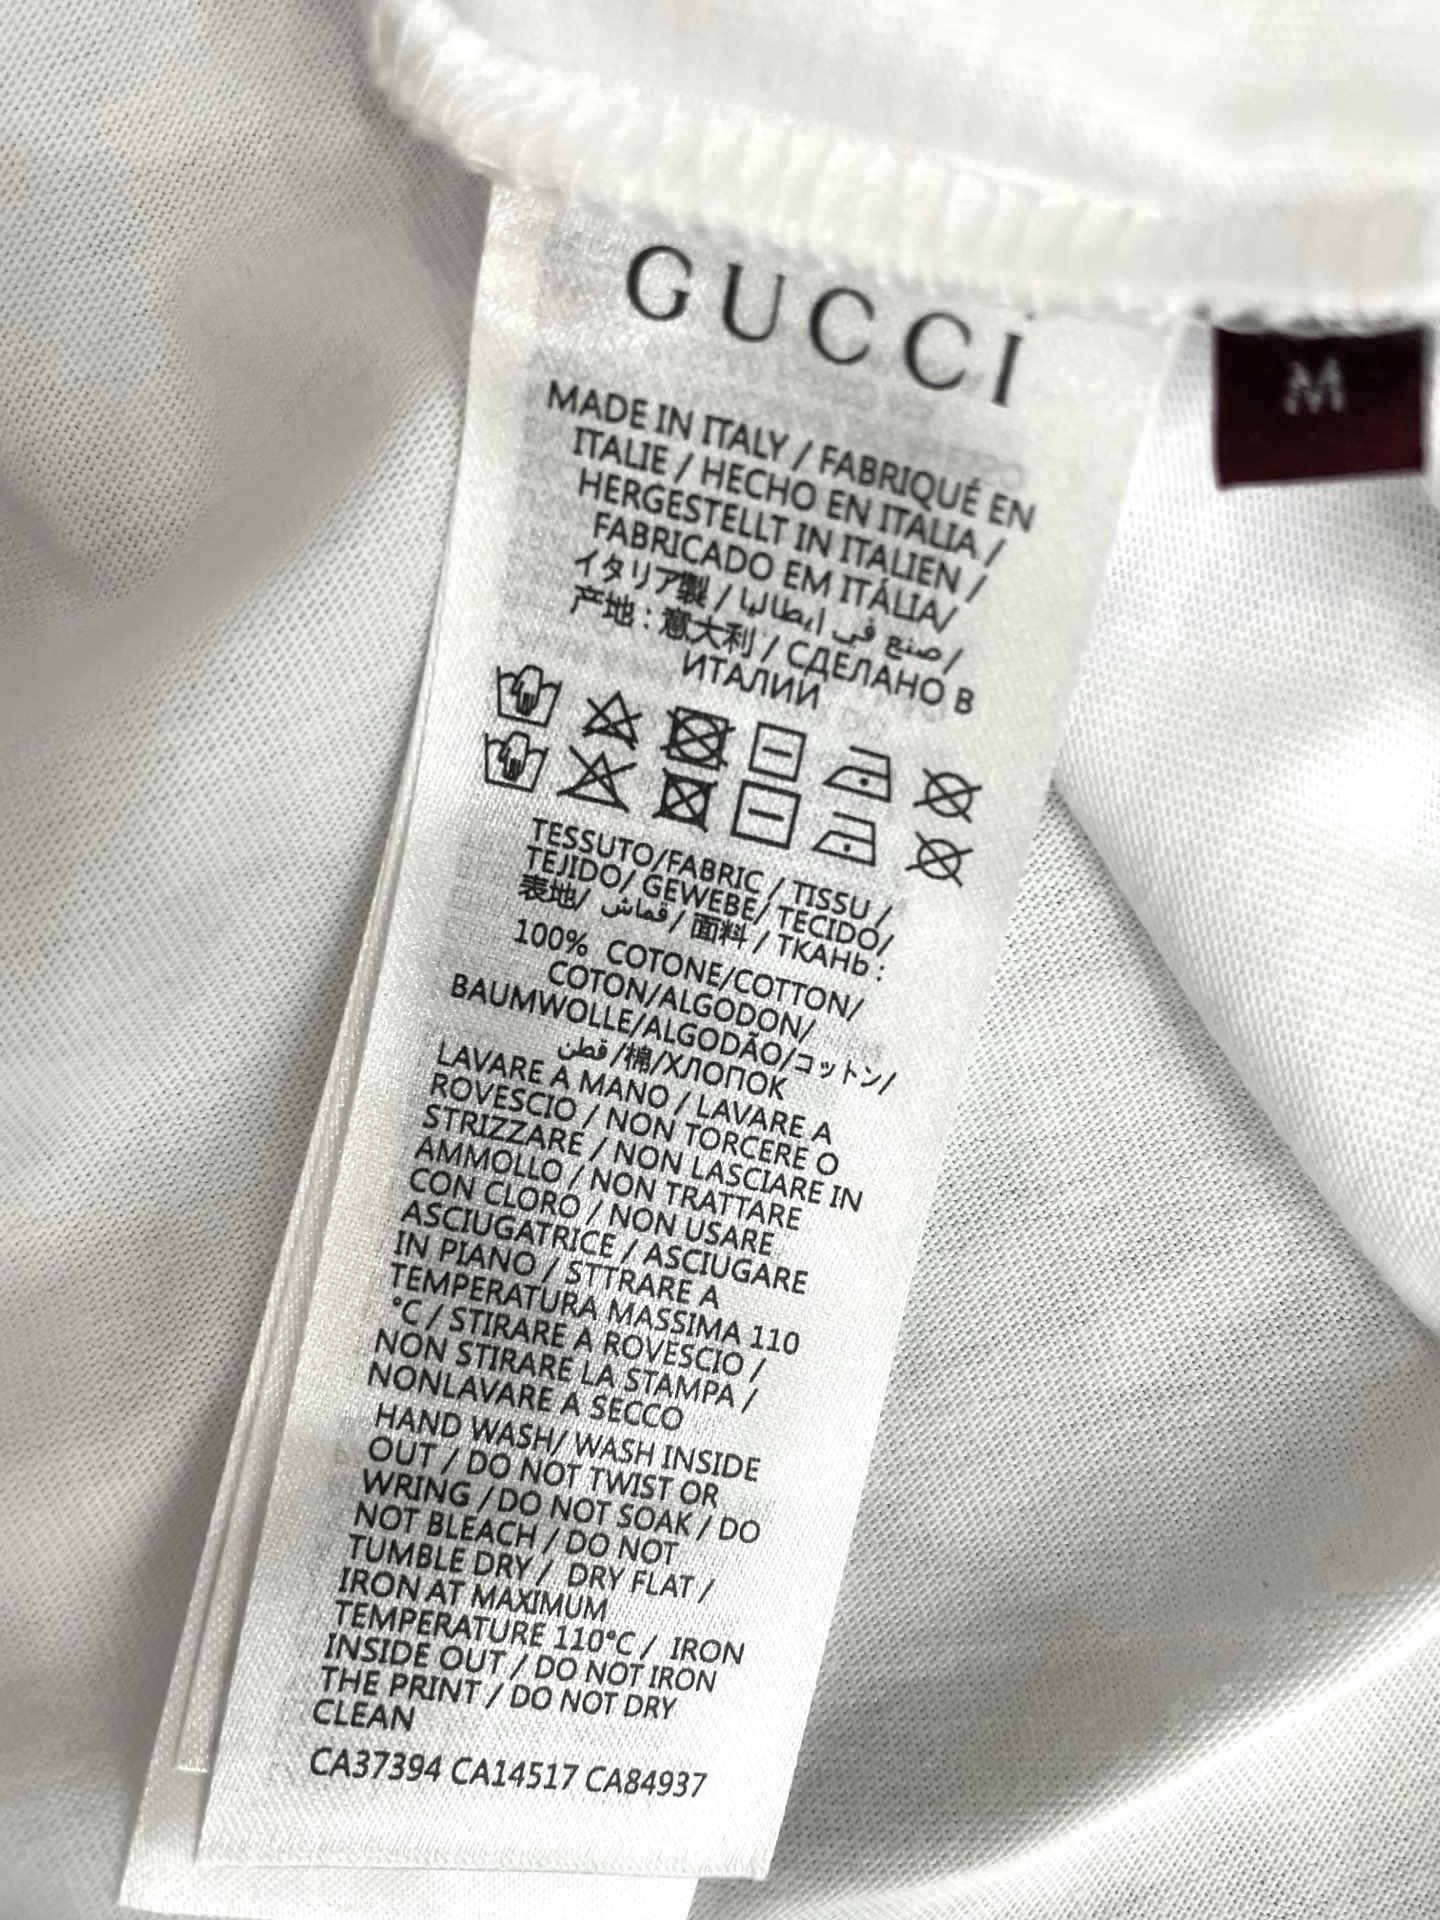 GUCCI
M
MADE IN ITALY / FABRIQUÉ EN
ITALIE / HECHO EN ITALIA /
HERGESTELLT IN ITALIEN /
FABRICADO EM ITÁLIA/
イタリア製 / صنع في إيطاليا /
产地 : 意大利 / СДЕЛАНО В
ИТАЛИИ
TESSUTO/FABRIC / TISSU /
TEJIDO/ GEWEBE/ TECIDO/
表地/ قماش / 面料 / ТКАНЬ :
100% COTONE/COTTON/
COTON/ALGODON/
BAUMWOLLE/ALGODÃO/コットン/
قطن /棉/ХЛОПОК
LAVARE A MANO / LAVARE A
ROVESCIO / NON TORCERE O
STRIZZARE / NON LASCIARE IN
AMMOLLO / NON TRATTARE
CON CLORO / NON USARE
ASCIUGATRICE / ASCIUGARE
IN PIANO / STTRARE A
TEMPERATURA MASSIMA 110
°C / STIRARE A ROVESCIO /
NON STIRARE LA STAMPA /
NONLAVARE A SECCO
HAND WASH/ WASH INSIDE
OUT / DO NOT TWIST OR
WRING / DO NOT SOAK / DO
NOT BLEACH / DO NOT
TUMBLE DRY / DRY FLAT /
IRON AT MAXIMUM
TEMPERATURE 110°C / IRON
INSIDE OUT / DO NOT IRON
THE PRINT / DO NOT DRY
CLEAN
CA37394 CA14517 CA84937